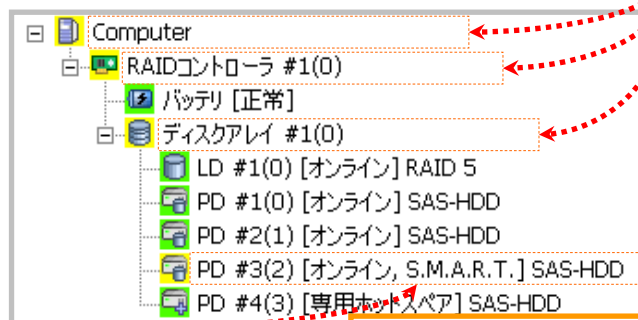 Computer
RAIDコントローラ #1(0)
バッテリ [正常]
ディスクアレイ #1(0)
LD #1(0) [オンライン] RAID 5
PD #1(0) [オンライン] SAS-HDD
PD #2(1) [オンライン] SAS-HDD
PD #3(2) [オンライン, S.M.A.R.T.] SAS-HDD
PD #4(3) [専用ホットスペア] SAS-HDD